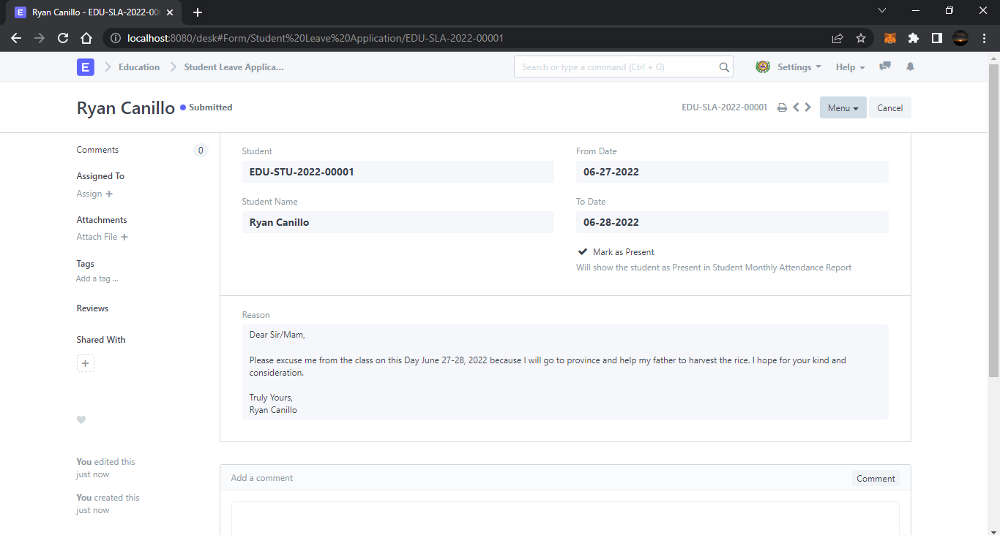 E Ryan Canillo - EDU-SLA-2022-00
localhost:8080/desk#Form/Student%20Leave%20Application/EDU-SLA-2022-00001
E Education Student Leave Applica... Search or type a command (Ctrl + G) Settings Help
Ryan Canillo Submitted EDU-SLA-2022-00001 Menu Cancel
Comments 0
Assigned To
Assign +
Attachments
Attach File +
Tags
Add a tag ...
Reviews
Shared With
+
You edited this
just now
You created this
just now
Student
EDU-STU-2022-00001
Student Name
Ryan Canillo
From Date
06-27-2022
To Date
06-28-2022
Mark as Present
Will show the student as Present in Student Monthly Attendance Report
Reason
Dear Sir/Mam,
Please excuse me from the class on this Day June 27-28, 2022 because I will go to province and help my father to harvest the rice. I hope for your kind and
consideration.
Truly Yours,
Ryan Canillo
Add a comment Comment